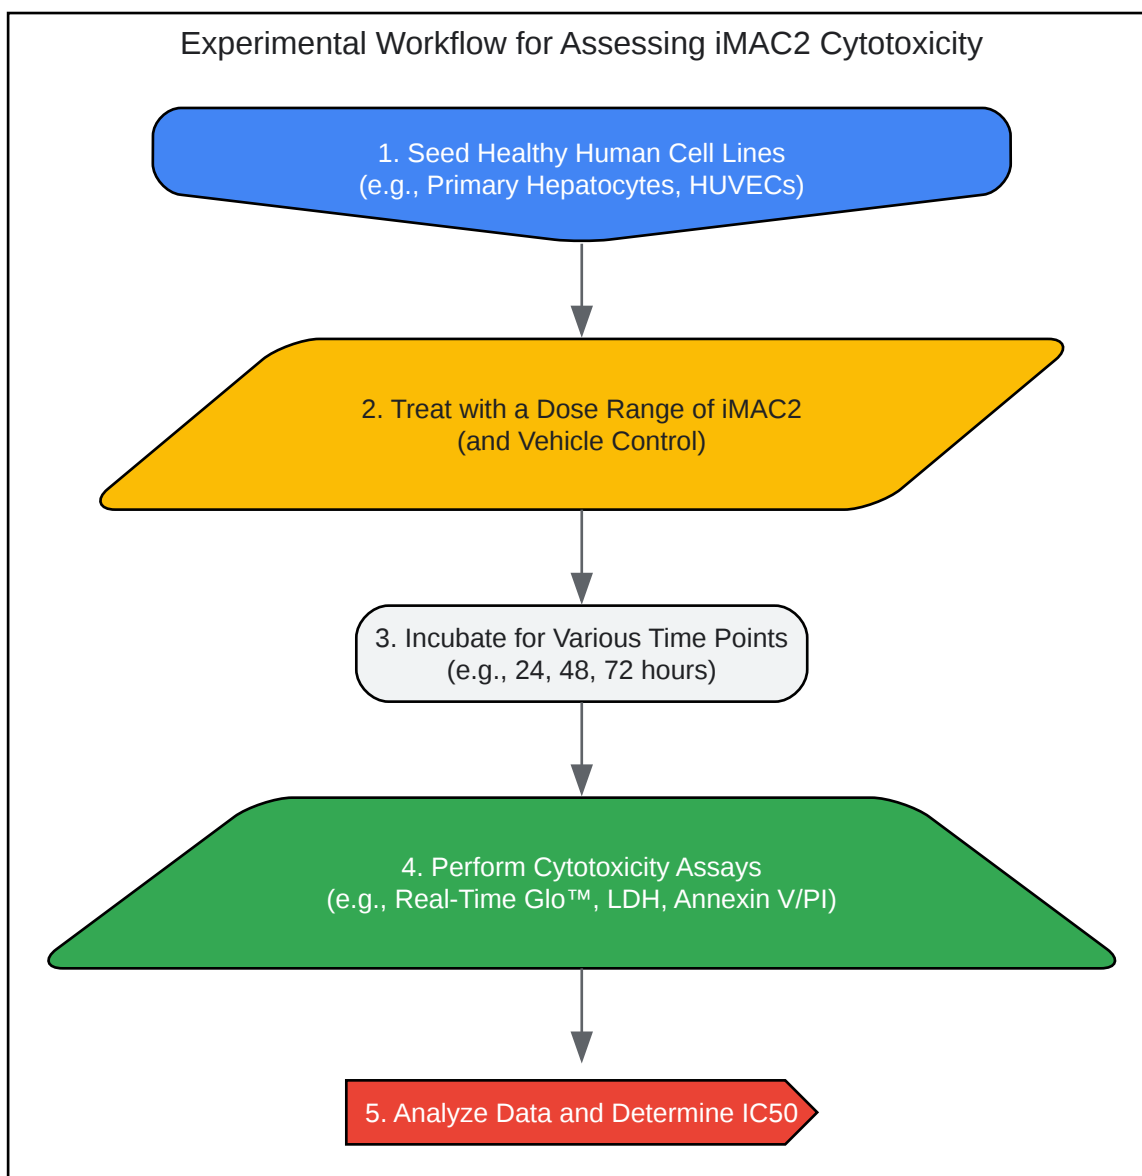 Experimental Workflow for Assessing iMAC2 Cytotoxicity
1. Seed Healthy Human Cell Lines
(e.g., Primary Hepatocytes, HUVECs)
2. Treat with a Dose Range of iMAC2
(and Vehicle Control)
3. Incubate for Various Time Points
(e.g., 24, 48, 72 hours)
4. Perform Cytotoxicity Assays
(e.g., Real-Time Glo™, LDH, Annexin V/PI)
5. Analyze Data and Determine IC50